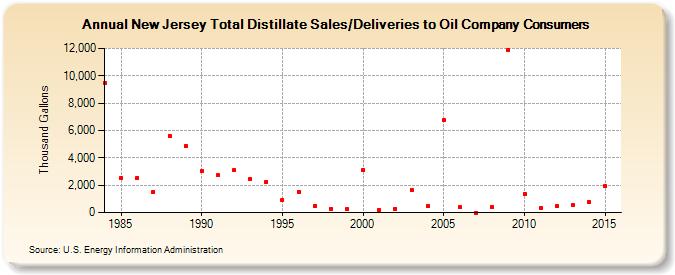 Annual New Jersey Total Distillate Sales/Deliveries to Oil Company Consumers
Thousand Gallons
12,000
10,000
8,000
6,000
4,000
2,000
0
1985 1990 1995 2000 2005 2010 2015
Source: U.S. Energy Information Administration